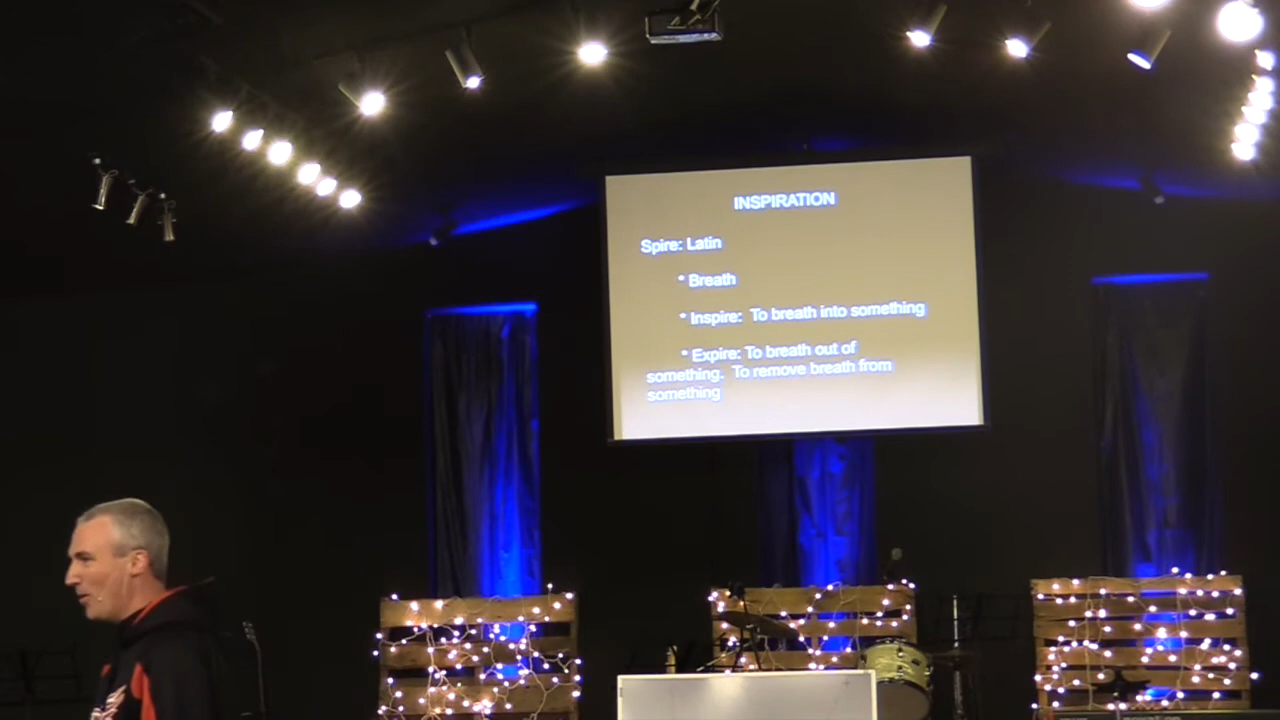 INSPIRATION
Spire: Latin
* Breath
* Inspire: To breath into something
* Expire: To breath out of
something. To remove breath from
something